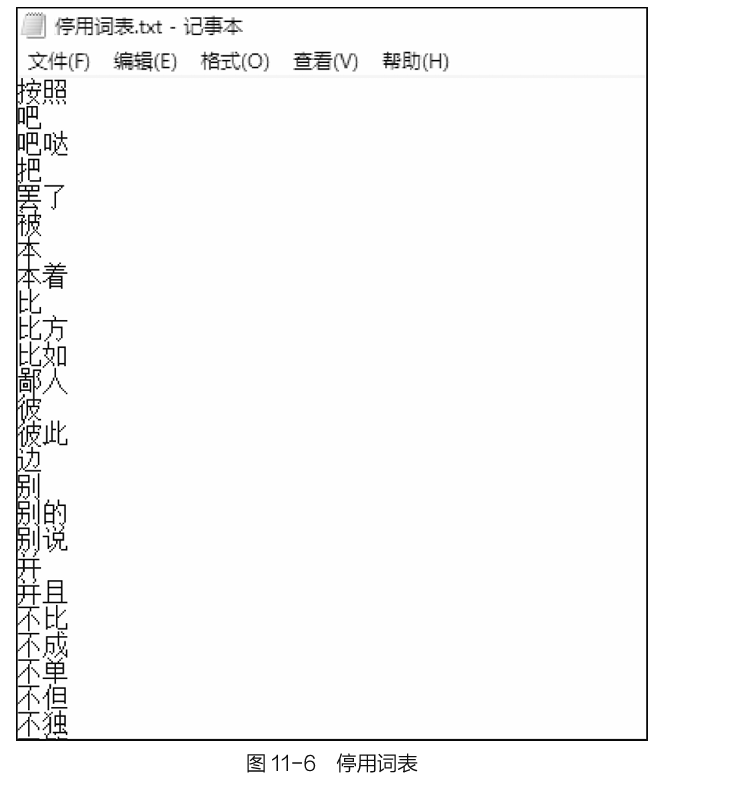 停用词表.txt - 记事本
文件(F) 编辑(E) 格式(O) 查看(V) 帮助(H)
按照
吧
吧哒
把
罢了
被
本
本着
比
比方
比如
鄙人
彼
彼此
边
别
别的
别说
并
并且
不比
不成
不单
不但
不独
图 11-6 停用词表